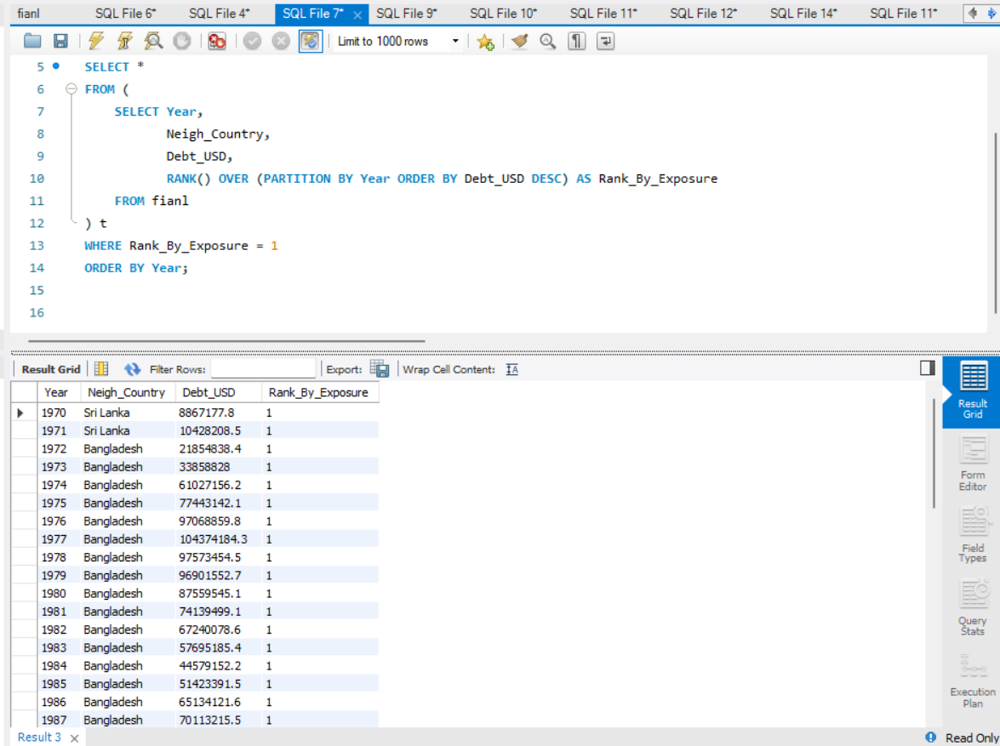 fianl SQL File 6* SQL File 4* SQL File 7* SQL File 9* SQL File 10* SQL File 11* SQL File 12* SQL File 14* SQL File 11*
Limit to 1000 rows
5 SELECT *
6 FROM (
7 SELECT Year,
8 Neigh_Country,
9 Debt_USD,
10 RANK() OVER (PARTITION BY Year ORDER BY Debt_USD DESC) AS Rank_By_Exposure
11 FROM fianl
12 ) t
13 WHERE Rank_By_Exposure = 1
14 ORDER BY Year;
15
16
Result Grid Filter Rows: Export: Wrap Cell Content:
Year Neigh_Country Debt_USD Rank_By_Exposure
1970 Sri Lanka 8867177.8 1
1971 Sri Lanka 10428208.5 1
1972 Bangladesh 21854838.4 1
1973 Bangladesh 33858828 1
1974 Bangladesh 61027156.2 1
1975 Bangladesh 77443142.1 1
1976 Bangladesh 97068859.8 1
1977 Bangladesh 104374184.3 1
1978 Bangladesh 97573454.5 1
1979 Bangladesh 96901552.7 1
1980 Bangladesh 87559545.1 1
1981 Bangladesh 74139499.1 1
1982 Bangladesh 67240078.6 1
1983 Bangladesh 57695185.4 1
1984 Bangladesh 44579152.2 1
1985 Bangladesh 51423391.5 1
1986 Bangladesh 65134121.6 1
1987 Bangladesh 70113215.5 1
Result
Grid
Form
Editor
Field
Types
Query
Stats
Execution
Plan
Result 3 Read Only